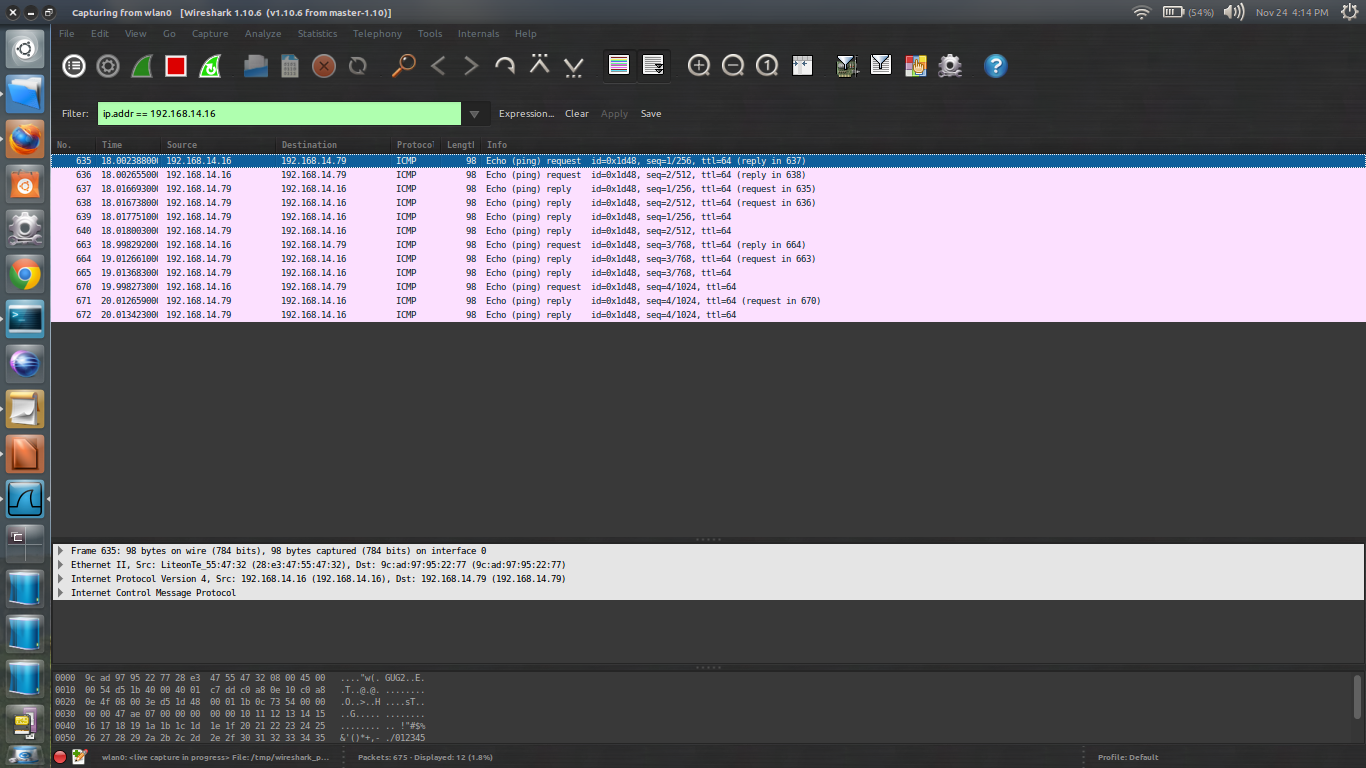 Capturing from wlan0   [Wireshark 1.10.6  (v1.10.6 from master-1.10)]
(54%)   Nov 24  4:14 PM
File   Edit   View   Go   Capture   Analyze   Statistics   Telephony   Tools   Internals   Help
Filter:   ip.addr == 192.168.14.16   Expression...   Clear   Apply   Save
No.   Time   Source   Destination   Protocol   Length   Info
635   18.002388000   192.168.14.16   192.168.14.79   ICMP   98   Echo (ping) request   id=0x1d48, seq=1/256, ttl=64 (reply in 637)
636   18.002655000   192.168.14.16   192.168.14.79   ICMP   98   Echo (ping) request   id=0x1d48, seq=2/512, ttl=64 (reply in 638)
637   18.016693000   192.168.14.79   192.168.14.16   ICMP   98   Echo (ping) reply   id=0x1d48, seq=1/256, ttl=64 (request in 635)
638   18.016738000   192.168.14.79   192.168.14.16   ICMP   98   Echo (ping) reply   id=0x1d48, seq=2/512, ttl=64 (request in 636)
639   18.017751000   192.168.14.79   192.168.14.16   ICMP   98   Echo (ping) reply   id=0x1d48, seq=1/256, ttl=64
640   18.018003000   192.168.14.79   192.168.14.16   ICMP   98   Echo (ping) reply   id=0x1d48, seq=2/512, ttl=64
663   18.998292000   192.168.14.16   192.168.14.79   ICMP   98   Echo (ping) request   id=0x1d48, seq=3/768, ttl=64 (reply in 664)
664   19.012661000   192.168.14.79   192.168.14.16   ICMP   98   Echo (ping) reply   id=0x1d48, seq=3/768, ttl=64 (request in 663)
665   19.013683000   192.168.14.79   192.168.14.16   ICMP   98   Echo (ping) reply   id=0x1d48, seq=3/768, ttl=64
670   19.998273000   192.168.14.16   192.168.14.79   ICMP   98   Echo (ping) request   id=0x1d48, seq=4/1024, ttl=64
671   20.012659000   192.168.14.79   192.168.14.16   ICMP   98   Echo (ping) reply   id=0x1d48, seq=4/1024, ttl=64 (request in 670)
672   20.013423000   192.168.14.79   192.168.14.16   ICMP   98   Echo (ping) reply   id=0x1d48, seq=4/1024, ttl=64
Frame 635: 98 bytes on wire (784 bits), 98 bytes captured (784 bits) on interface 0
Ethernet II, Src: LiteonTe_55:47:32 (28:e3:47:55:47:32), Dst: 9c:ad:97:95:22:77 (9c:ad:97:95:22:77)
Internet Protocol Version 4, Src: 192.168.14.16 (192.168.14.16), Dst: 192.168.14.79 (192.168.14.79)
Internet Control Message Protocol
0000  9c ad 97 95 22 77 28 e3  47 55 47 32 08 00 45 00   ...."w(. GUG2..E.
0010  00 54 d5 1b 40 00 40 01  c7 dd c0 a8 0e 10 c0 a8   .T..@.@. ........
0020  0e 4f 08 00 3e d5 1d 48  00 01 1b 0c 73 54 00 00   .O..>..H ....sT..
0030  00 00 47 ae 07 00 00 00  00 00 10 11 12 13 14 15   ..G..... ........
0040  16 17 18 19 1a 1b 1c 1d  1e 1f 20 21 22 23 24 25   ........ .. !"#$%
0050  26 27 28 29 2a 2b 2c 2d  2e 2f 30 31 32 33 34 35   &'()*+,- ./012345
wlan0: <live capture in progress> File: /tmp/wireshark_p...   Packets: 675 · Displayed: 12 (1.8%)   Profile: Default